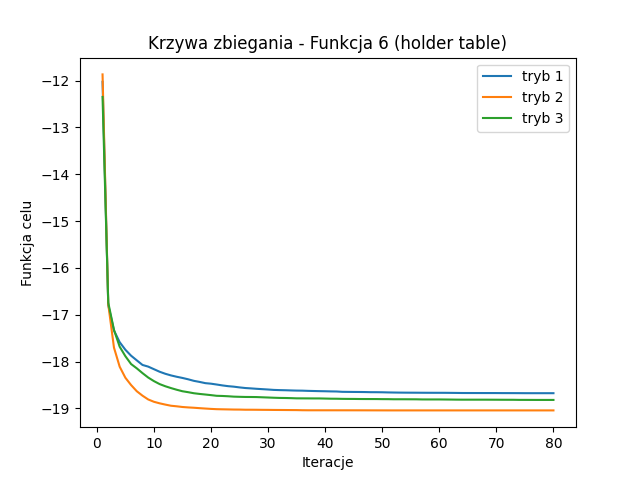 Krzywa zbiegania - Funkcja 6 (holder table)
tryb 1
tryb 2
tryb 3
Funkcja celu
−12
−13
−14
−15
−16
−17
−18
−19
0 10 20 30 40 50 60 70 80
Iteracje